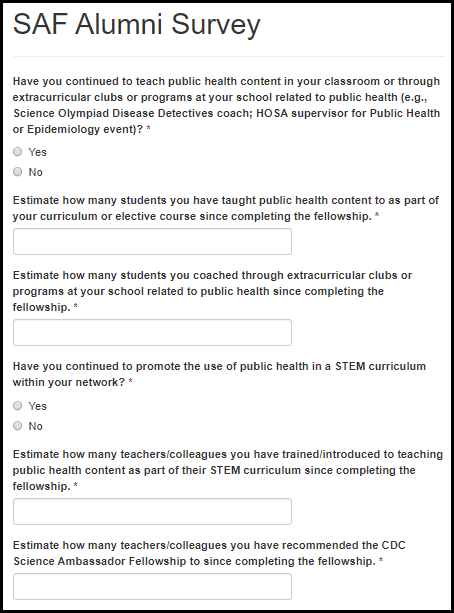 SAF Alumni Survey
Have you continued to teach public health content in your classroom or through
extracurricular clubs or programs at your school related to public health (e.g.,
Science Olympiad Disease Detectives coach; HOSA supervisor for Public Health
or Epidemiology event)? *
Yes
No
Estimate how many students you have taught public health content to as part of
your curriculum or elective course since completing the fellowship. *
Estimate how many students you coached through extracurricular clubs or
programs at your school related to public health since completing the
fellowship. *
Have you continued to promote the use of public health in a STEM curriculum
within your network? *
Yes
No
Estimate how many teachers/colleagues you have trained/introduced to teaching
public health content as part of their STEM curriculum since completing the
fellowship. *
Estimate how many teachers/colleagues you have recommended the CDC
Science Ambassador Fellowship to since completing the fellowship. *